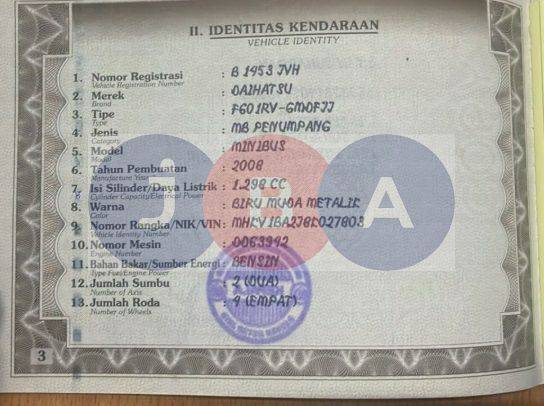 II. IDENTITAS KENDARAAN
VEHICLE IDENTITY
1. Nomor Registrasi : B 1953 JVH
Vehicle Registration Number
2. Merek : DAIHATSU
Brand
3. Tipe : F601RV-GMDFJJ
Type
4. Jenis : MB PENUMPANG
Category
5. Model : MINIBUS
Model
6. Tahun Pembuatan : 2008
Manufacture Year
7. Isi Silinder/Daya Listrik : 1.298 CC
Cylinder Capacity/Electrical Power
8. Warna : BIRU MUDA METALIK
Color
9. Nomor Rangka/NIK/VIN : MHKV1BA2J8K027803
Vehicle Identity Number
10. Nomor Mesin : DD63992
Engine Number
11. Bahan Bakar/Sumber Energi : BENSIN
Type Fuel/Engine Power
12. Jumlah Sumbu : 2 (DUA)
Number of Axis
13. Jumlah Roda : 4 (EMPAT)
Number of Wheels
J B A
3